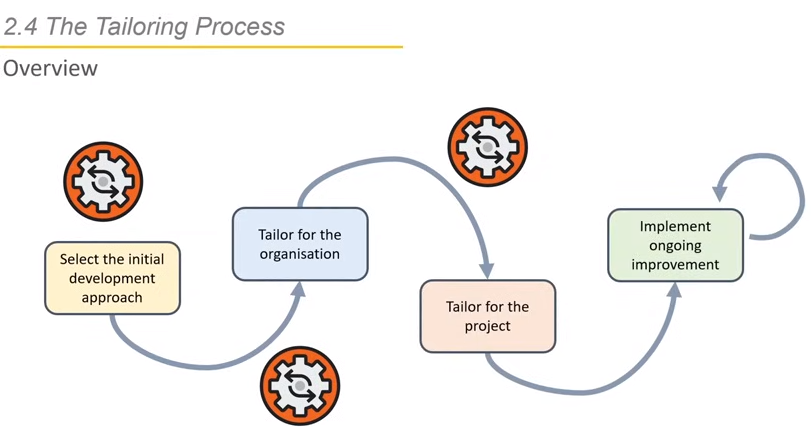 2.4 The Tailoring Process
Overview
Select the initial
development
approach
Tailor for the
organisation
Tailor for the
project
Implement
ongoing
improvement